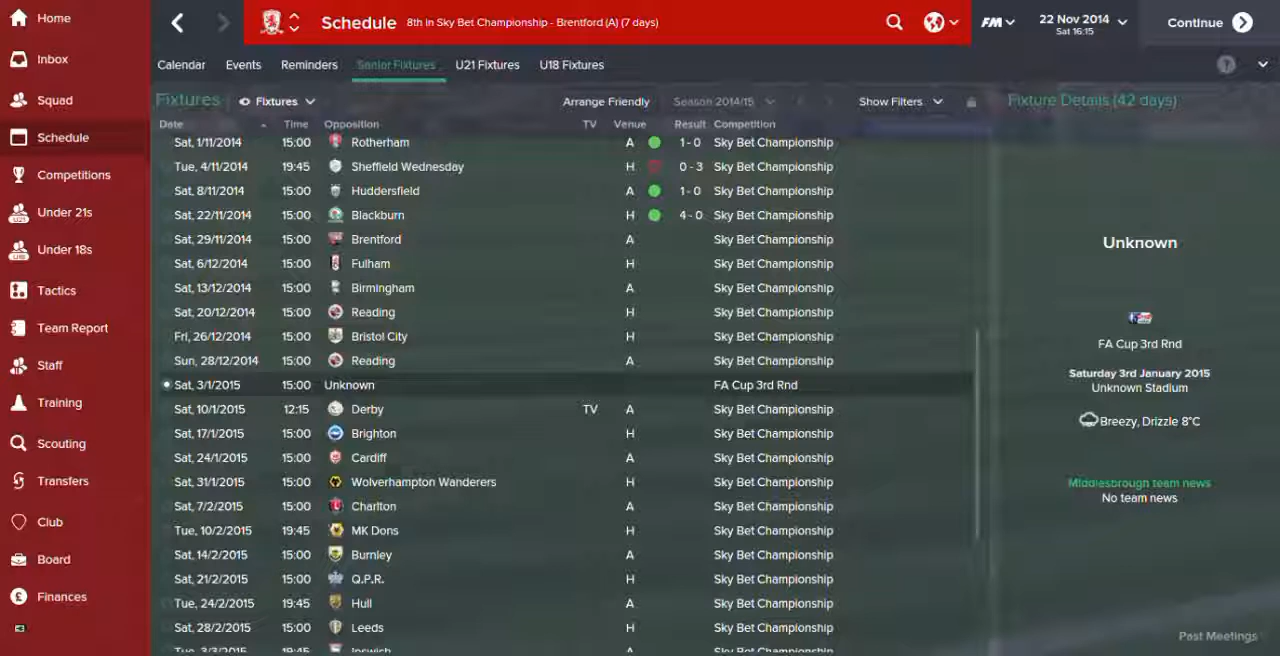 Home
Inbox
Squad
Schedule
Competitions
Under 21s
Under 18s
Tactics
Team Report
Staff
Training
Scouting
Transfers
Club
Board
Finances
Schedule 8th in Sky Bet Championship - Brentford (A) (7 days)
FM
22 Nov 2014
Sat 16:15
Continue
Calendar Events Reminders Senior Fixtures U21 Fixtures U18 Fixtures
Fixtures Fixtures Arrange Friendly Season 2014/15 Show Filters
Date Time Opposition TV Venue Result Competition
Sat, 1/11/2014 15:00 Rotherham A 1 - 0 Sky Bet Championship
Tue, 4/11/2014 19:45 Sheffield Wednesday H 0 - 3 Sky Bet Championship
Sat, 8/11/2014 15:00 Huddersfield A 1 - 0 Sky Bet Championship
Sat, 22/11/2014 15:00 Blackburn H 4 - 0 Sky Bet Championship
Sat, 29/11/2014 15:00 Brentford A Sky Bet Championship
Sat, 6/12/2014 15:00 Fulham H Sky Bet Championship
Sat, 13/12/2014 15:00 Birmingham A Sky Bet Championship
Sat, 20/12/2014 15:00 Reading H Sky Bet Championship
Fri, 26/12/2014 15:00 Bristol City H Sky Bet Championship
Sun, 28/12/2014 15:00 Reading A Sky Bet Championship
Sat, 3/1/2015 15:00 Unknown FA Cup 3rd Rnd
Sat, 10/1/2015 12:15 Derby TV A Sky Bet Championship
Sat, 17/1/2015 15:00 Brighton H Sky Bet Championship
Sat, 24/1/2015 15:00 Cardiff A Sky Bet Championship
Sat, 31/1/2015 15:00 Wolverhampton Wanderers H Sky Bet Championship
Sat, 7/2/2015 15:00 Charlton A Sky Bet Championship
Tue, 10/2/2015 19:45 MK Dons H Sky Bet Championship
Sat, 14/2/2015 15:00 Burnley A Sky Bet Championship
Sat, 21/2/2015 15:00 Q.P.R. H Sky Bet Championship
Tue, 24/2/2015 19:45 Hull A Sky Bet Championship
Sat, 28/2/2015 15:00 Leeds H Sky Bet Championship
Tue, 3/3/2015 19:45 Ipswich A Sky Bet Championship
Fixture Details (42 days)
Unknown
FA Cup 3rd Rnd
Saturday 3rd January 2015
Unknown Stadium
Breezy, Drizzle 8°C
Middlesbrough team news
No team news
Past Meetings